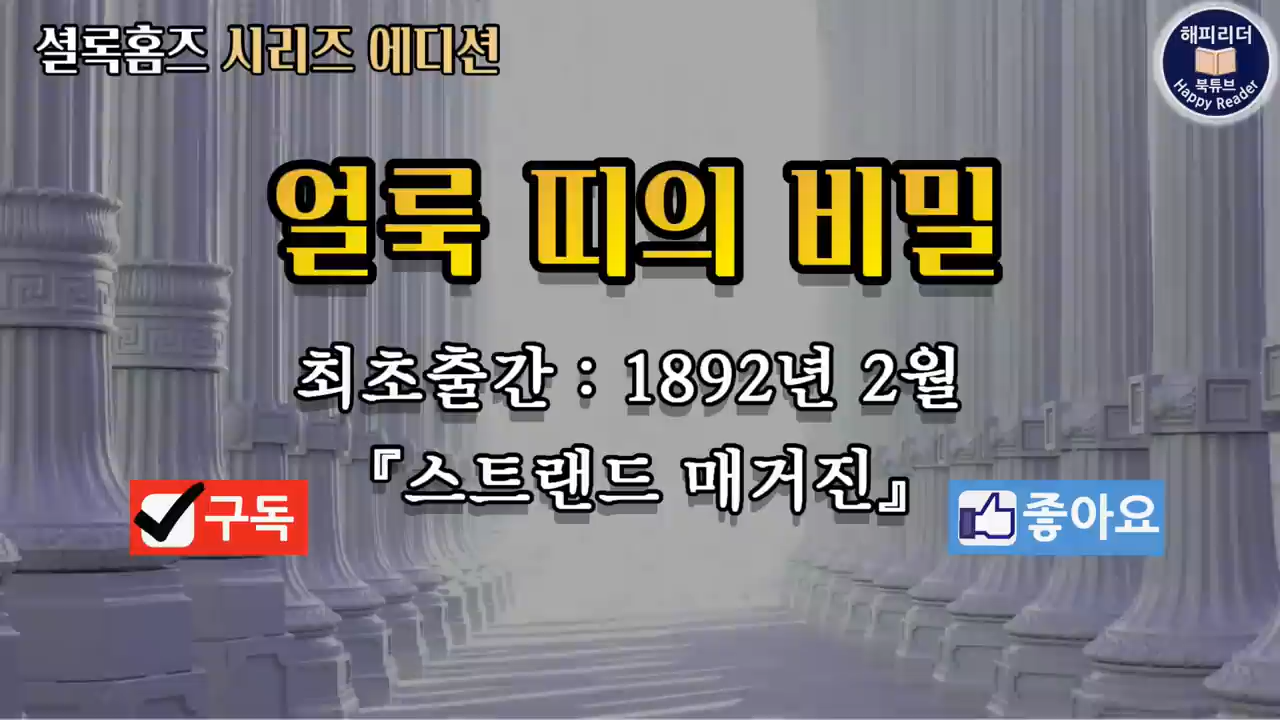 셜록홈즈 시리즈 에디션
해피리더
북튜브
Happy Reader
얼룩 띠의 비밀
최초출간 : 1892년 2월
『스트랜드 매거진』
구독
좋아요